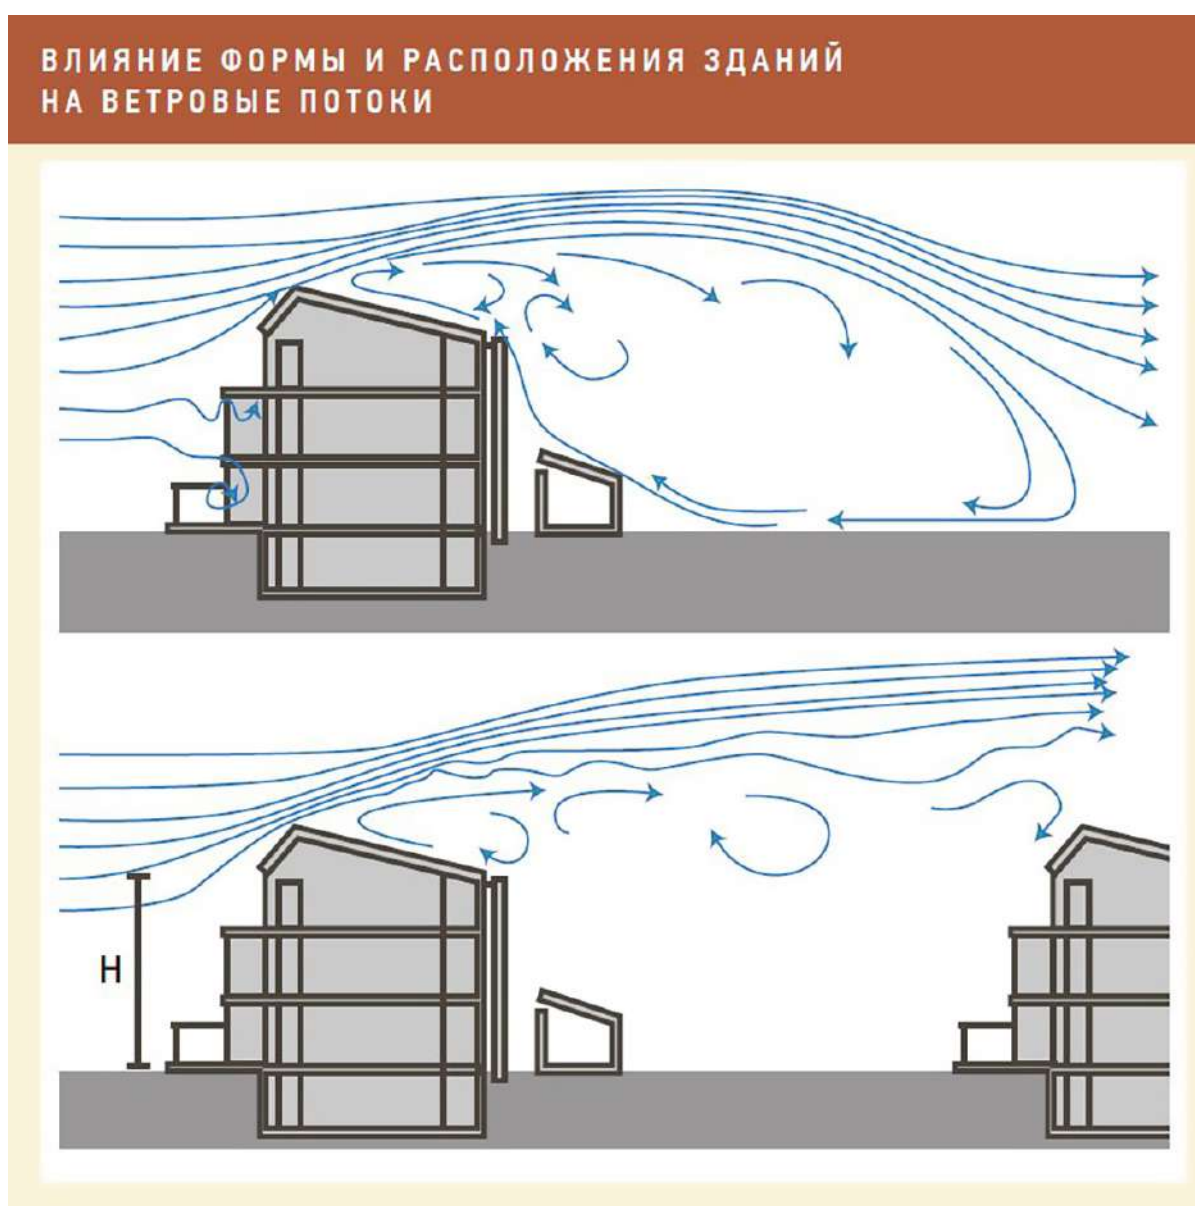 ВЛИЯНИЕ ФОРМЫ И РАСПОЛОЖЕНИЯ ЗДАНИЙ
НА ВЕТРОВЫЕ ПОТОКИ
H